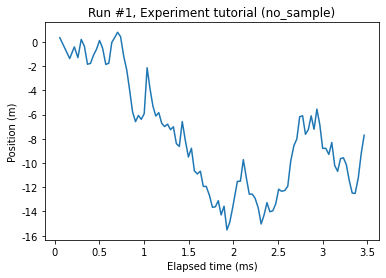 Run #1, Experiment tutorial (no_sample)
Position (m)
0
-2
-4
-6
-8
-10
-12
-14
-16
0 0.5 1 1.5 2 2.5 3 3.5
Elapsed time (ms)